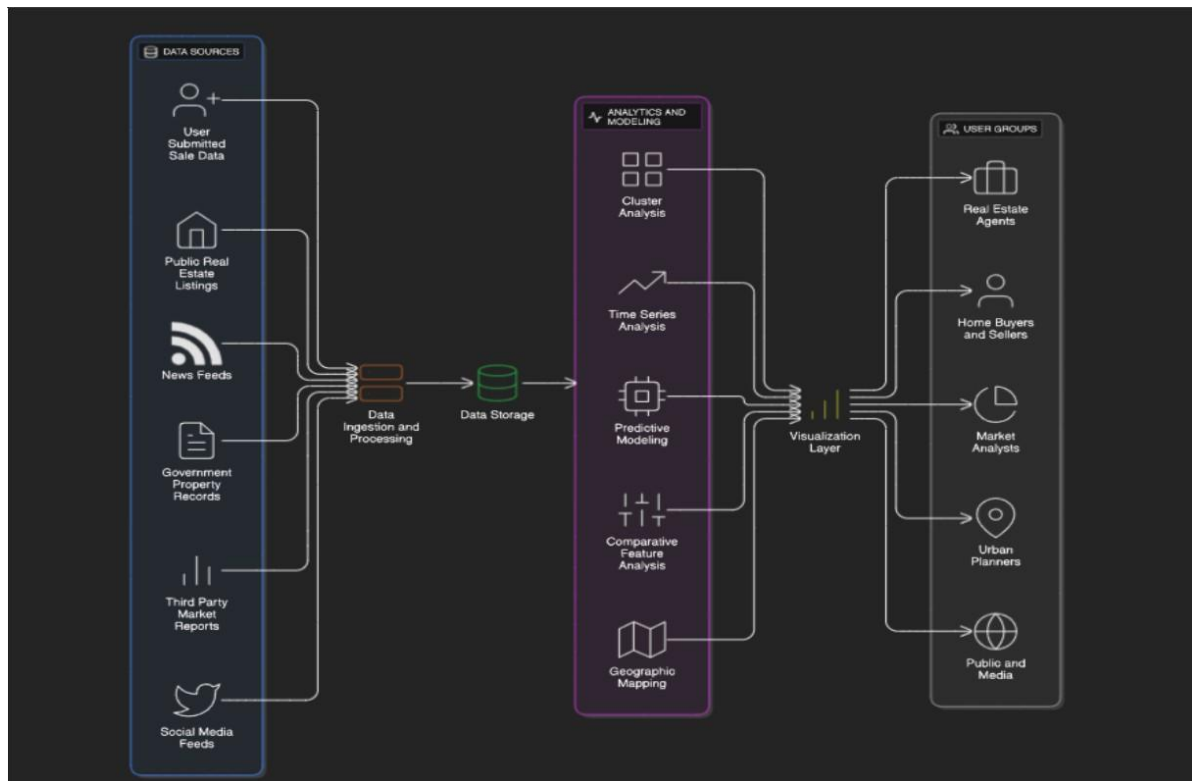 DATA SOURCES
User
Submitted
Sale Data
Public Real
Estate
Listings
News Feeds
Government
Property
Records
Third Party
Market
Reports
Social Media
Feeds
Data
Ingestion and
Processing
Data Storage
ANALYTICS AND
MODELING
Cluster
Analysis
Time Series
Analysis
Predictive
Modeling
Comparative
Feature
Analysis
Geographic
Mapping
Visualization
Layer
USER GROUPS
Real Estate
Agents
Home Buyers
and Sellers
Market
Analysts
Urban
Planners
Public and
Media